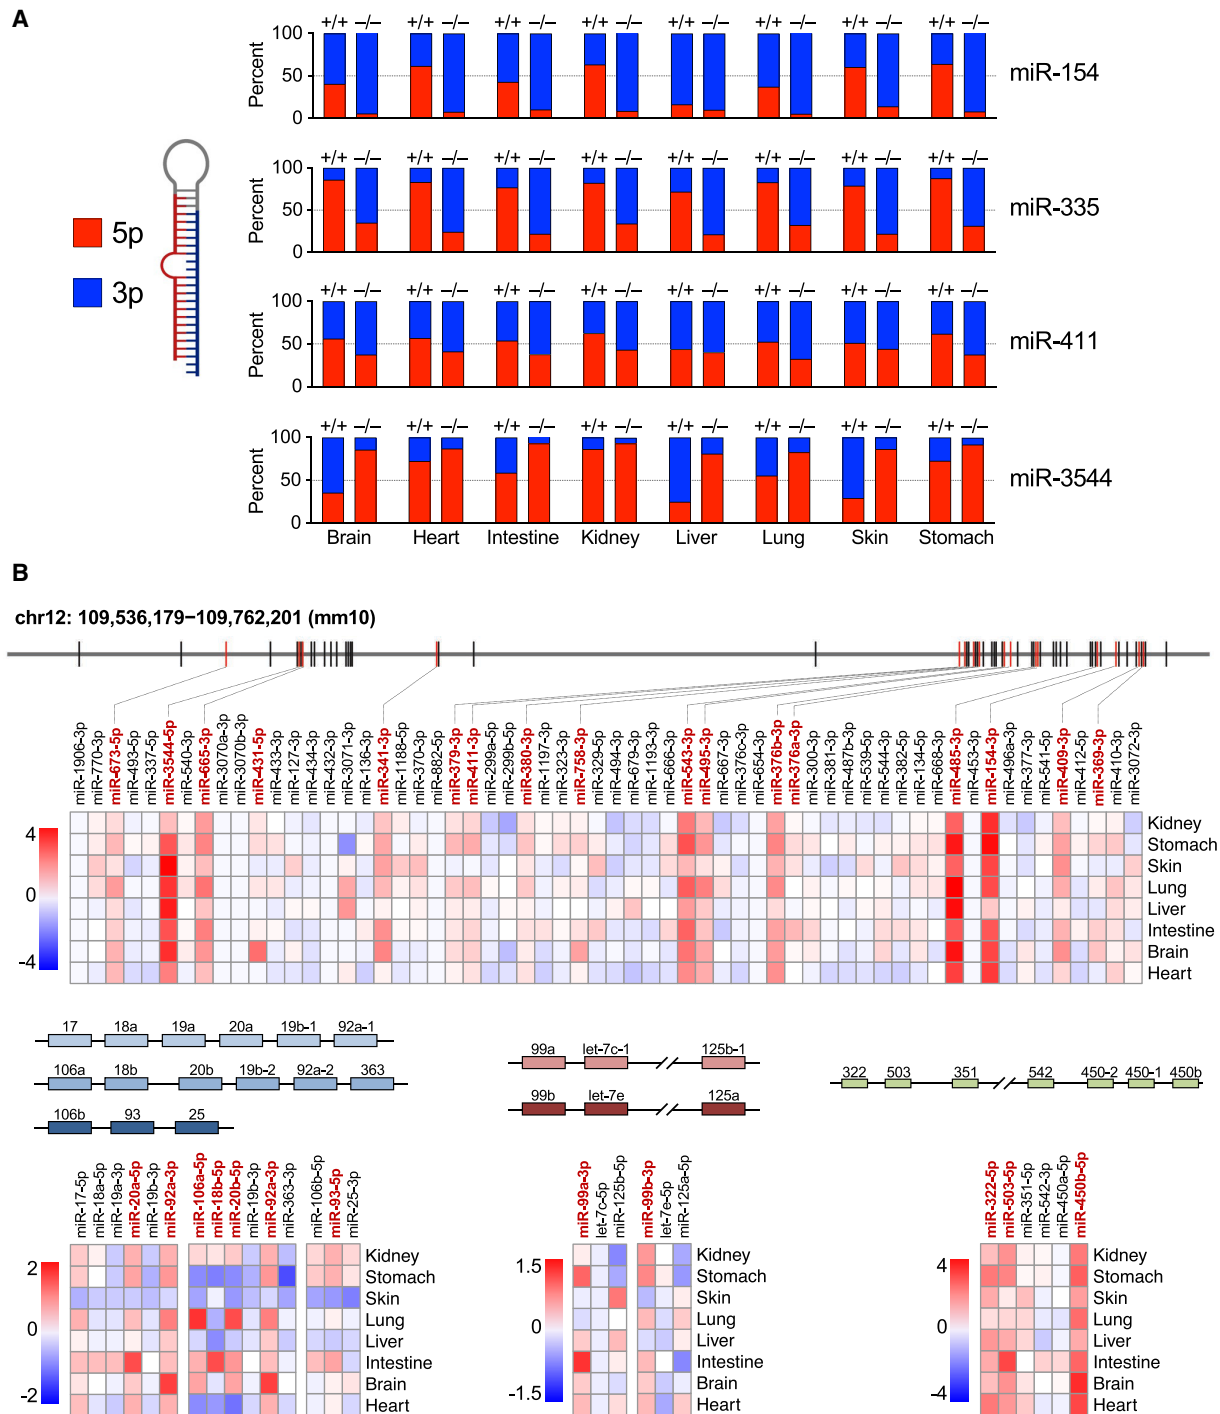 A
+/+ –/– +/+ –/– +/+ –/– +/+ –/– +/+ –/– +/+ –/– +/+ –/– +/+ –/–
100
50
0
Percent
miR-154
+/+ –/– +/+ –/– +/+ –/– +/+ –/– +/+ –/– +/+ –/– +/+ –/– +/+ –/–
100
50
0
Percent
miR-335
5p
3p
+/+ –/– +/+ –/– +/+ –/– +/+ –/– +/+ –/– +/+ –/– +/+ –/– +/+ –/–
100
50
0
Percent
miR-411
+/+ –/– +/+ –/– +/+ –/– +/+ –/– +/+ –/– +/+ –/– +/+ –/– +/+ –/–
100
50
0
Percent
miR-3544
Brain Heart Intestine Kidney Liver Lung Skin Stomach
B
chr12: 109,536,179–109,762,201 (mm10)
miR-1906-3p
miR-770-3p
miR-673-5p
miR-493-5p
miR-337-5p
miR-3544-5p
miR-540-3p
miR-665-3p
miR-3070a-3p
miR-3070b-3p
miR-431-5p
miR-433-3p
miR-127-3p
miR-434-3p
miR-432-3p
miR-3071-3p
miR-136-3p
miR-341-3p
miR-1188-5p
miR-370-3p
miR-882-5p
miR-379-3p
miR-411-3p
miR-299a-5p
miR-299b-5p
miR-380-3p
miR-1197-3p
miR-323-3p
miR-758-3p
miR-329-5p
miR-494-3p
miR-679-3p
miR-1193-3p
miR-666-3p
miR-543-3p
miR-495-3p
miR-667-3p
miR-376c-3p
miR-654-3p
miR-376b-3p
miR-376a-3p
miR-300-3p
miR-381-3p
miR-487b-3p
miR-539-5p
miR-544-3p
miR-382-5p
miR-134-5p
miR-668-3p
miR-485-3p
miR-453-3p
miR-154-3p
miR-496a-3p
miR-377-3p
miR-541-5p
miR-409-3p
miR-412-5p
miR-369-3p
miR-410-3p
miR-3072-3p
4
0
-4
Kidney
Stomach
Skin
Lung
Liver
Intestine
Brain
Heart
17 18a 19a 20a 19b-1 92a-1
106a 18b 20b 19b-2 92a-2 363
106b 93 25
99a let-7c-1 125b-1
99b let-7e 125a
322 503 351 542 450-2 450-1 450b
miR-17-5p
miR-18a-5p
miR-19a-3p
miR-20a-5p
miR-19b-3p
miR-92a-3p
miR-106a-5p
miR-18b-5p
miR-20b-5p
miR-19b-3p
miR-92a-3p
miR-363-3p
miR-106b-5p
miR-93-5p
miR-25-3p
2
0
-2
Kidney
Stomach
Skin
Lung
Liver
Intestine
Brain
Heart
miR-99a-3p
let-7c-5p
miR-125b-5p
miR-99b-3p
let-7e-5p
miR-125a-5p
1.5
0
-1.5
Kidney
Stomach
Skin
Lung
Liver
Intestine
Brain
Heart
miR-322-5p
miR-503-5p
miR-351-5p
miR-542-3p
miR-450a-5p
miR-450b-5p
4
0
-4
Kidney
Stomach
Skin
Lung
Liver
Intestine
Brain
Heart